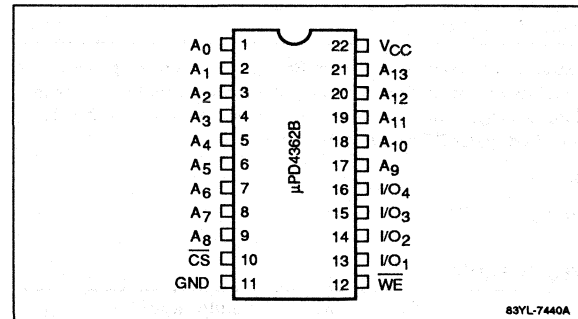 A0 1 22 VCC
A1 2 21 A13
A2 3 20 A12
A3 4 19 A11
A4 5 18 A10
A5 6 17 A9
A6 7 16 I/O4
A7 8 15 I/O3
A8 9 14 I/O2
CS 10 13 I/O1
GND 11 12 WE
μPD4362B
83YL-7440A